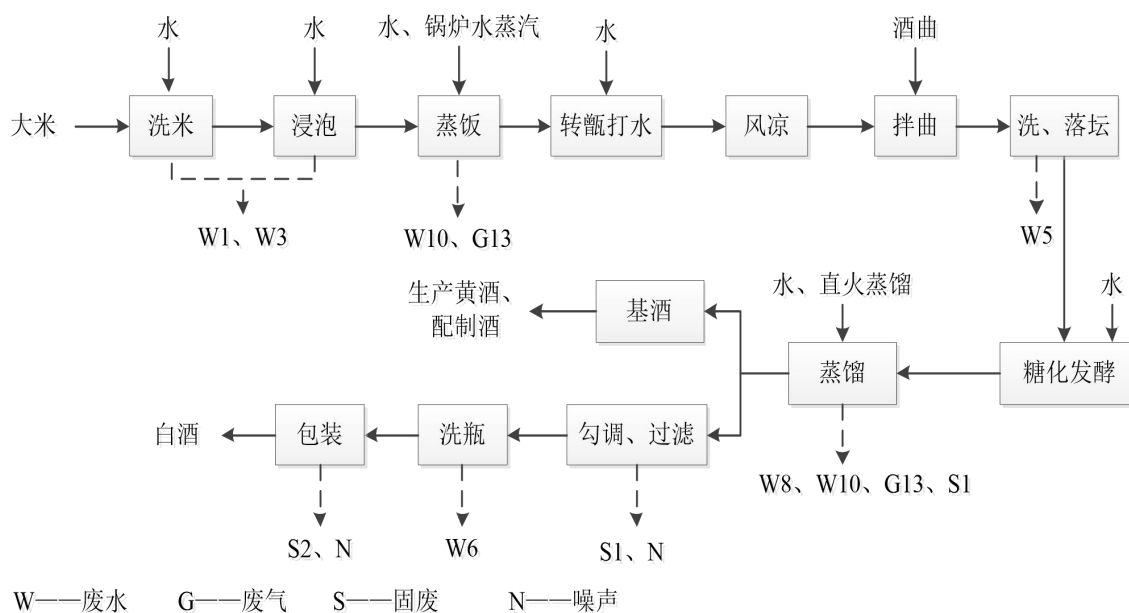 水 水 水、锅炉水蒸汽 水 酒曲
大米 洗米 浸泡 蒸饭 转甑打水 风凉 拌曲 洗、落坛
W1、W3 W10、G13 W5
生产黄酒、
配制酒
基酒 水、直火蒸馏 水
蒸馏 糖化发酵
白酒 包装 洗瓶 勾调、过滤
W8、W10、G13、S1
S2、N W6 S1、N
W——废水 G——废气 S——固废 N——噪声